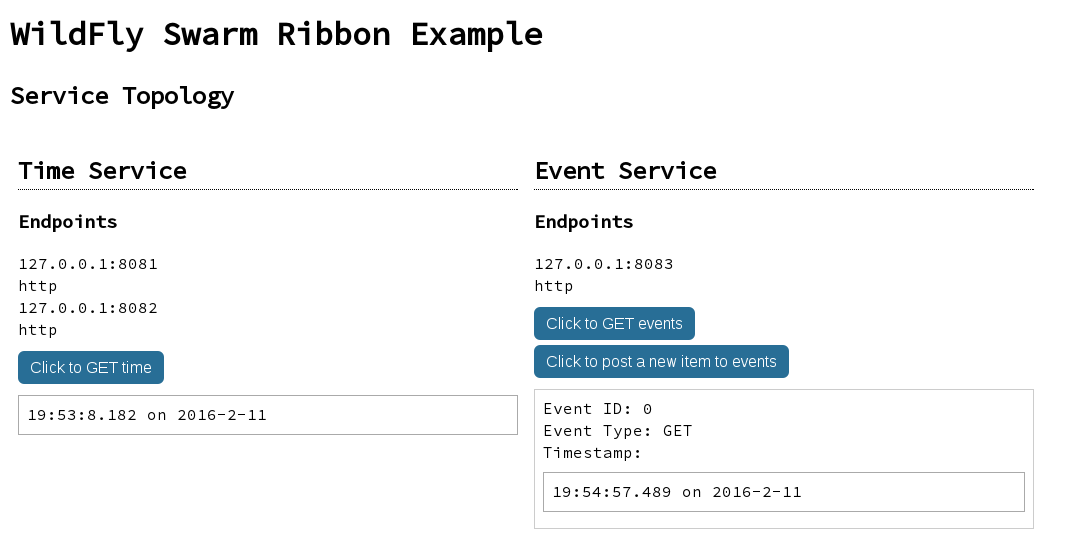 WildFly Swarm Ribbon Example
Service Topology
Time Service
Endpoints
127.0.0.1:8081
http
127.0.0.1:8082
http
Click to GET time
19:53:8.182 on 2016-2-11
Event Service
Endpoints
127.0.0.1:8083
http
Click to GET events
Click to post a new item to events
Event ID: 0
Event Type: GET
Timestamp:
19:54:57.489 on 2016-2-11